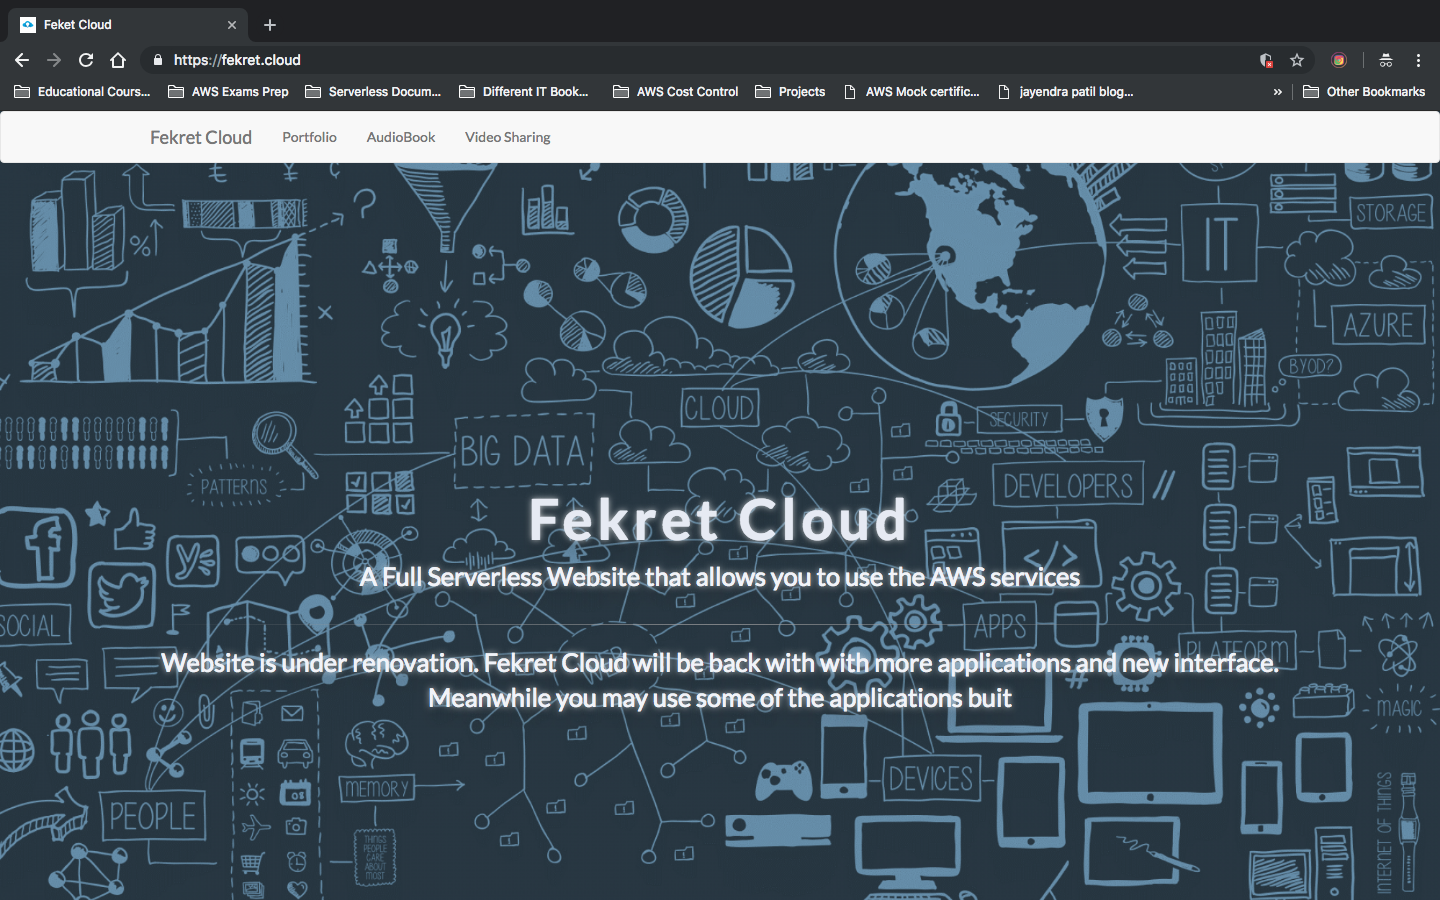 Feket Cloud
https://fekret.cloud
Educational Cours...
AWS Exams Prep
Serverless Docum...
Different IT Book...
AWS Cost Control
Projects
AWS Mock certific...
jayendra patil blog...
»
Other Bookmarks
Fekret Cloud
Portfolio
AudioBook
Video Sharing
STORAGE
IT
AZURE
BYOD?
CLOUD
SECURITY
BIG DATA
PATTERNS
DEVELOPERS
Fekret Cloud
A Full Serverless Website that allows you to use the AWS services
SOCIAL
APPS
PLATFORM
Website is under renovation. Fekret Cloud will be back with with more applications and new interface.
Meanwhile you may use some of the applications buit
WEB
#
MAGIC
MEMORY
DEVICES
PEOPLE
THINGS
PEOPLE
CARE
ABOUT
MOST
INTERNET OF THINGS